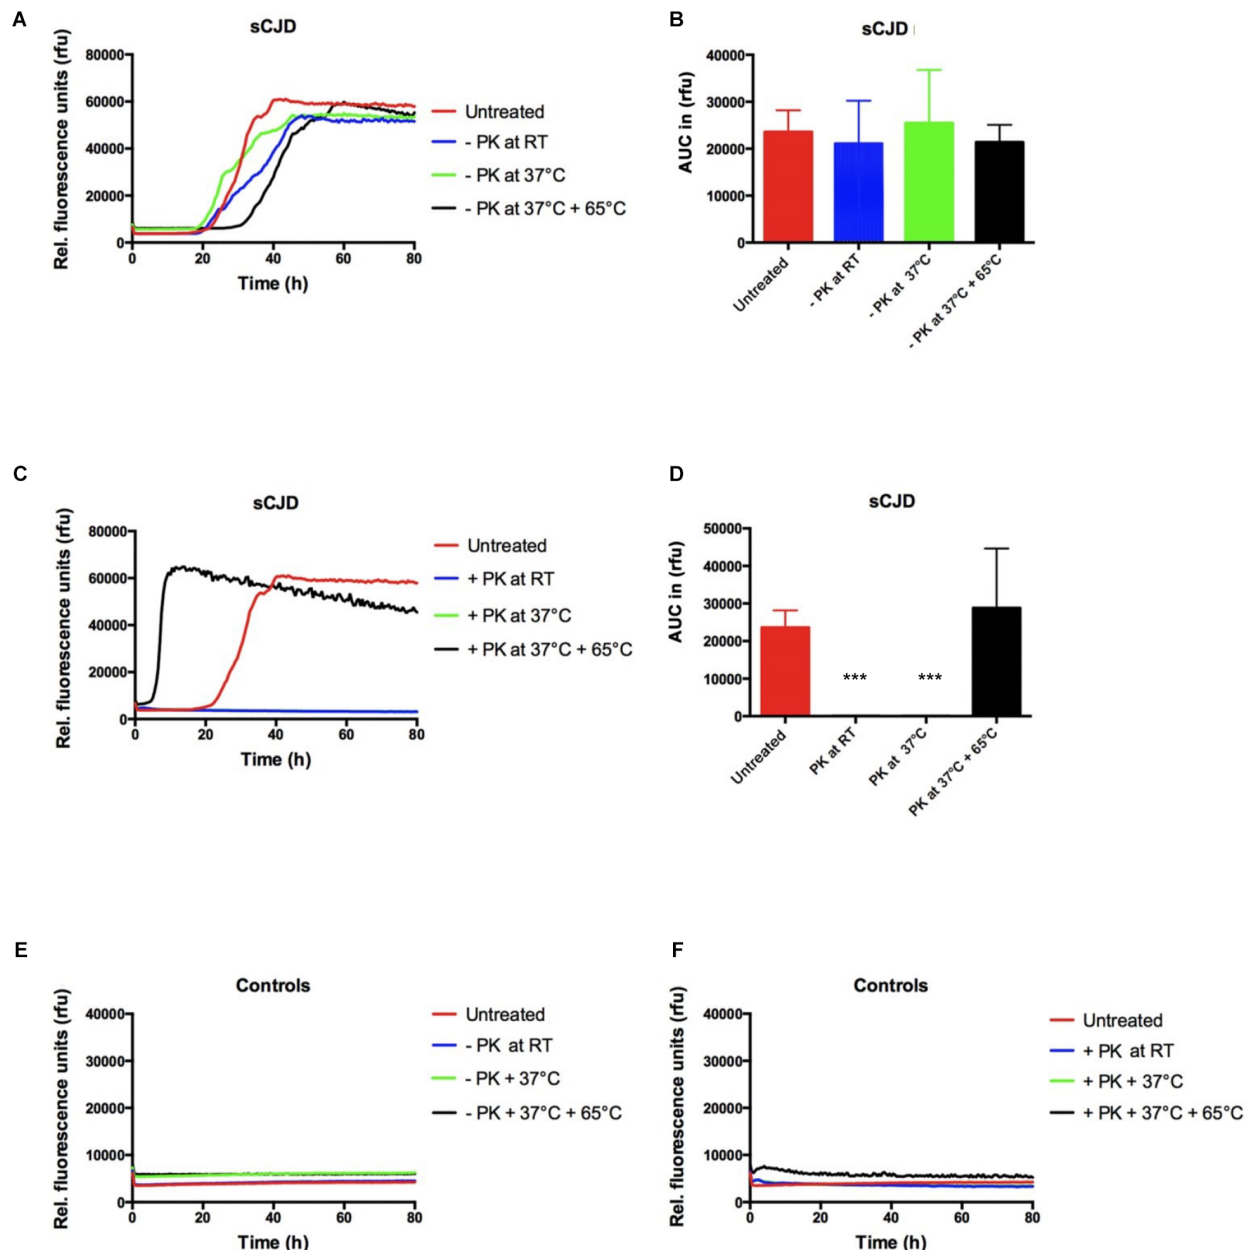 A
sCJD
Rel. fluorescence units (rfu)
80000
60000
40000
20000
0
0 20 40 60 80
Time (h)
Untreated
- PK at RT
- PK at 37°C
- PK at 37°C + 65°C
B
sCJD
AUC in (rfu)
40000
30000
20000
10000
0
Untreated
- PK at RT
- PK at 37°C
- PK at 37°C + 65°C
C
sCJD
Rel. fluorescence units (rfu)
80000
60000
40000
20000
0
0 20 40 60 80
Time (h)
Untreated
+ PK at RT
+ PK at 37°C
+ PK at 37°C + 65°C
D
sCJD
AUC in (rfu)
50000
40000
30000
20000
10000
0
*** ***
Untreated
PK at RT
PK at 37°C
PK at 37°C + 65°C
E
Controls
Rel. fluorescence units (rfu)
40000
30000
20000
10000
0
0 20 40 60 80
Time (h)
Untreated
- PK at RT
- PK + 37°C
- PK + 37°C + 65°C
F
Controls
Rel. fluorescence units (rfu)
40000
30000
20000
10000
0
0 20 40 60 80
Time (h)
Untreated
+ PK at RT
+ PK + 37°C
+ PK + 37°C + 65°C